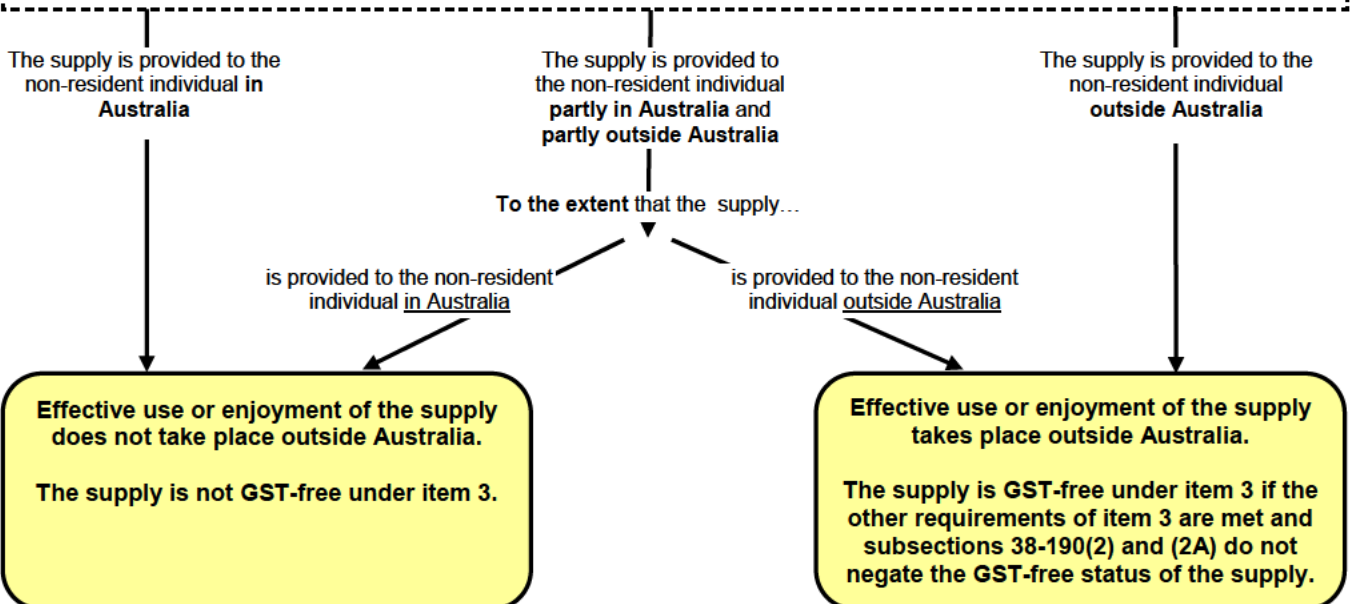 The supply is provided to the
non-resident individual in
Australia
The supply is provided to
the non-resident individual
partly in Australia and
partly outside Australia
The supply is provided to the
non-resident individual
outside Australia
To the extent that the supply…
is provided to the non-resident
individual in Australia
is provided to the non-resident
individual outside Australia
Effective use or enjoyment of the supply
does not take place outside Australia.
The supply is not GST-free under item 3.
Effective use or enjoyment of the supply
takes place outside Australia.
The supply is GST-free under item 3 if the
other requirements of item 3 are met and
subsections 38-190(2) and (2A) do not
negate the GST-free status of the supply.